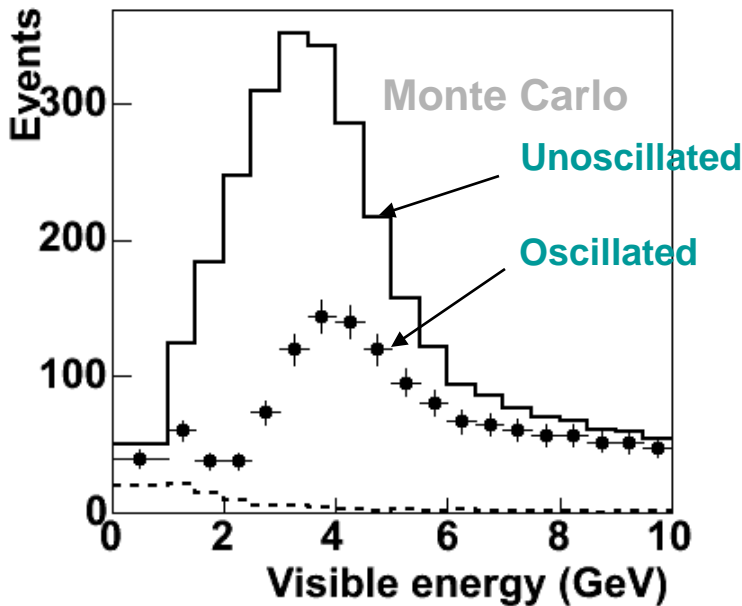 Events
300
200
100
0
Monte Carlo
Unoscillated
Oscillated
0 2 4 6 8 10
Visible energy (GeV)